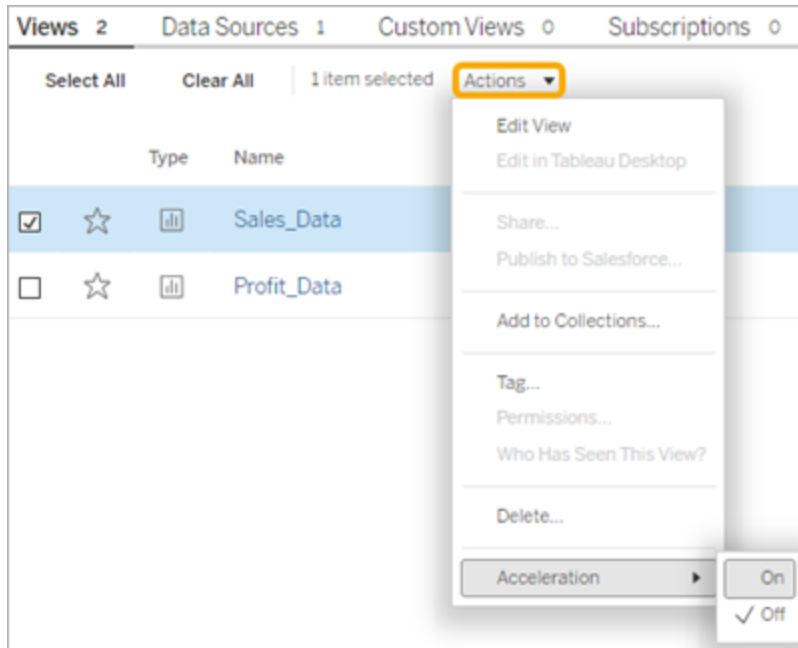 Views 2 Data Sources 1 Custom Views 0 Subscriptions 0
Select All Clear All 1 item selected Actions
Edit View
Edit in Tableau Desktop
Type Name
Sales_Data
Share...
Publish to Salesforce...
Profit_Data
Add to Collections...
Tag...
Permissions...
Who Has Seen This View?
Delete...
Acceleration On
Off